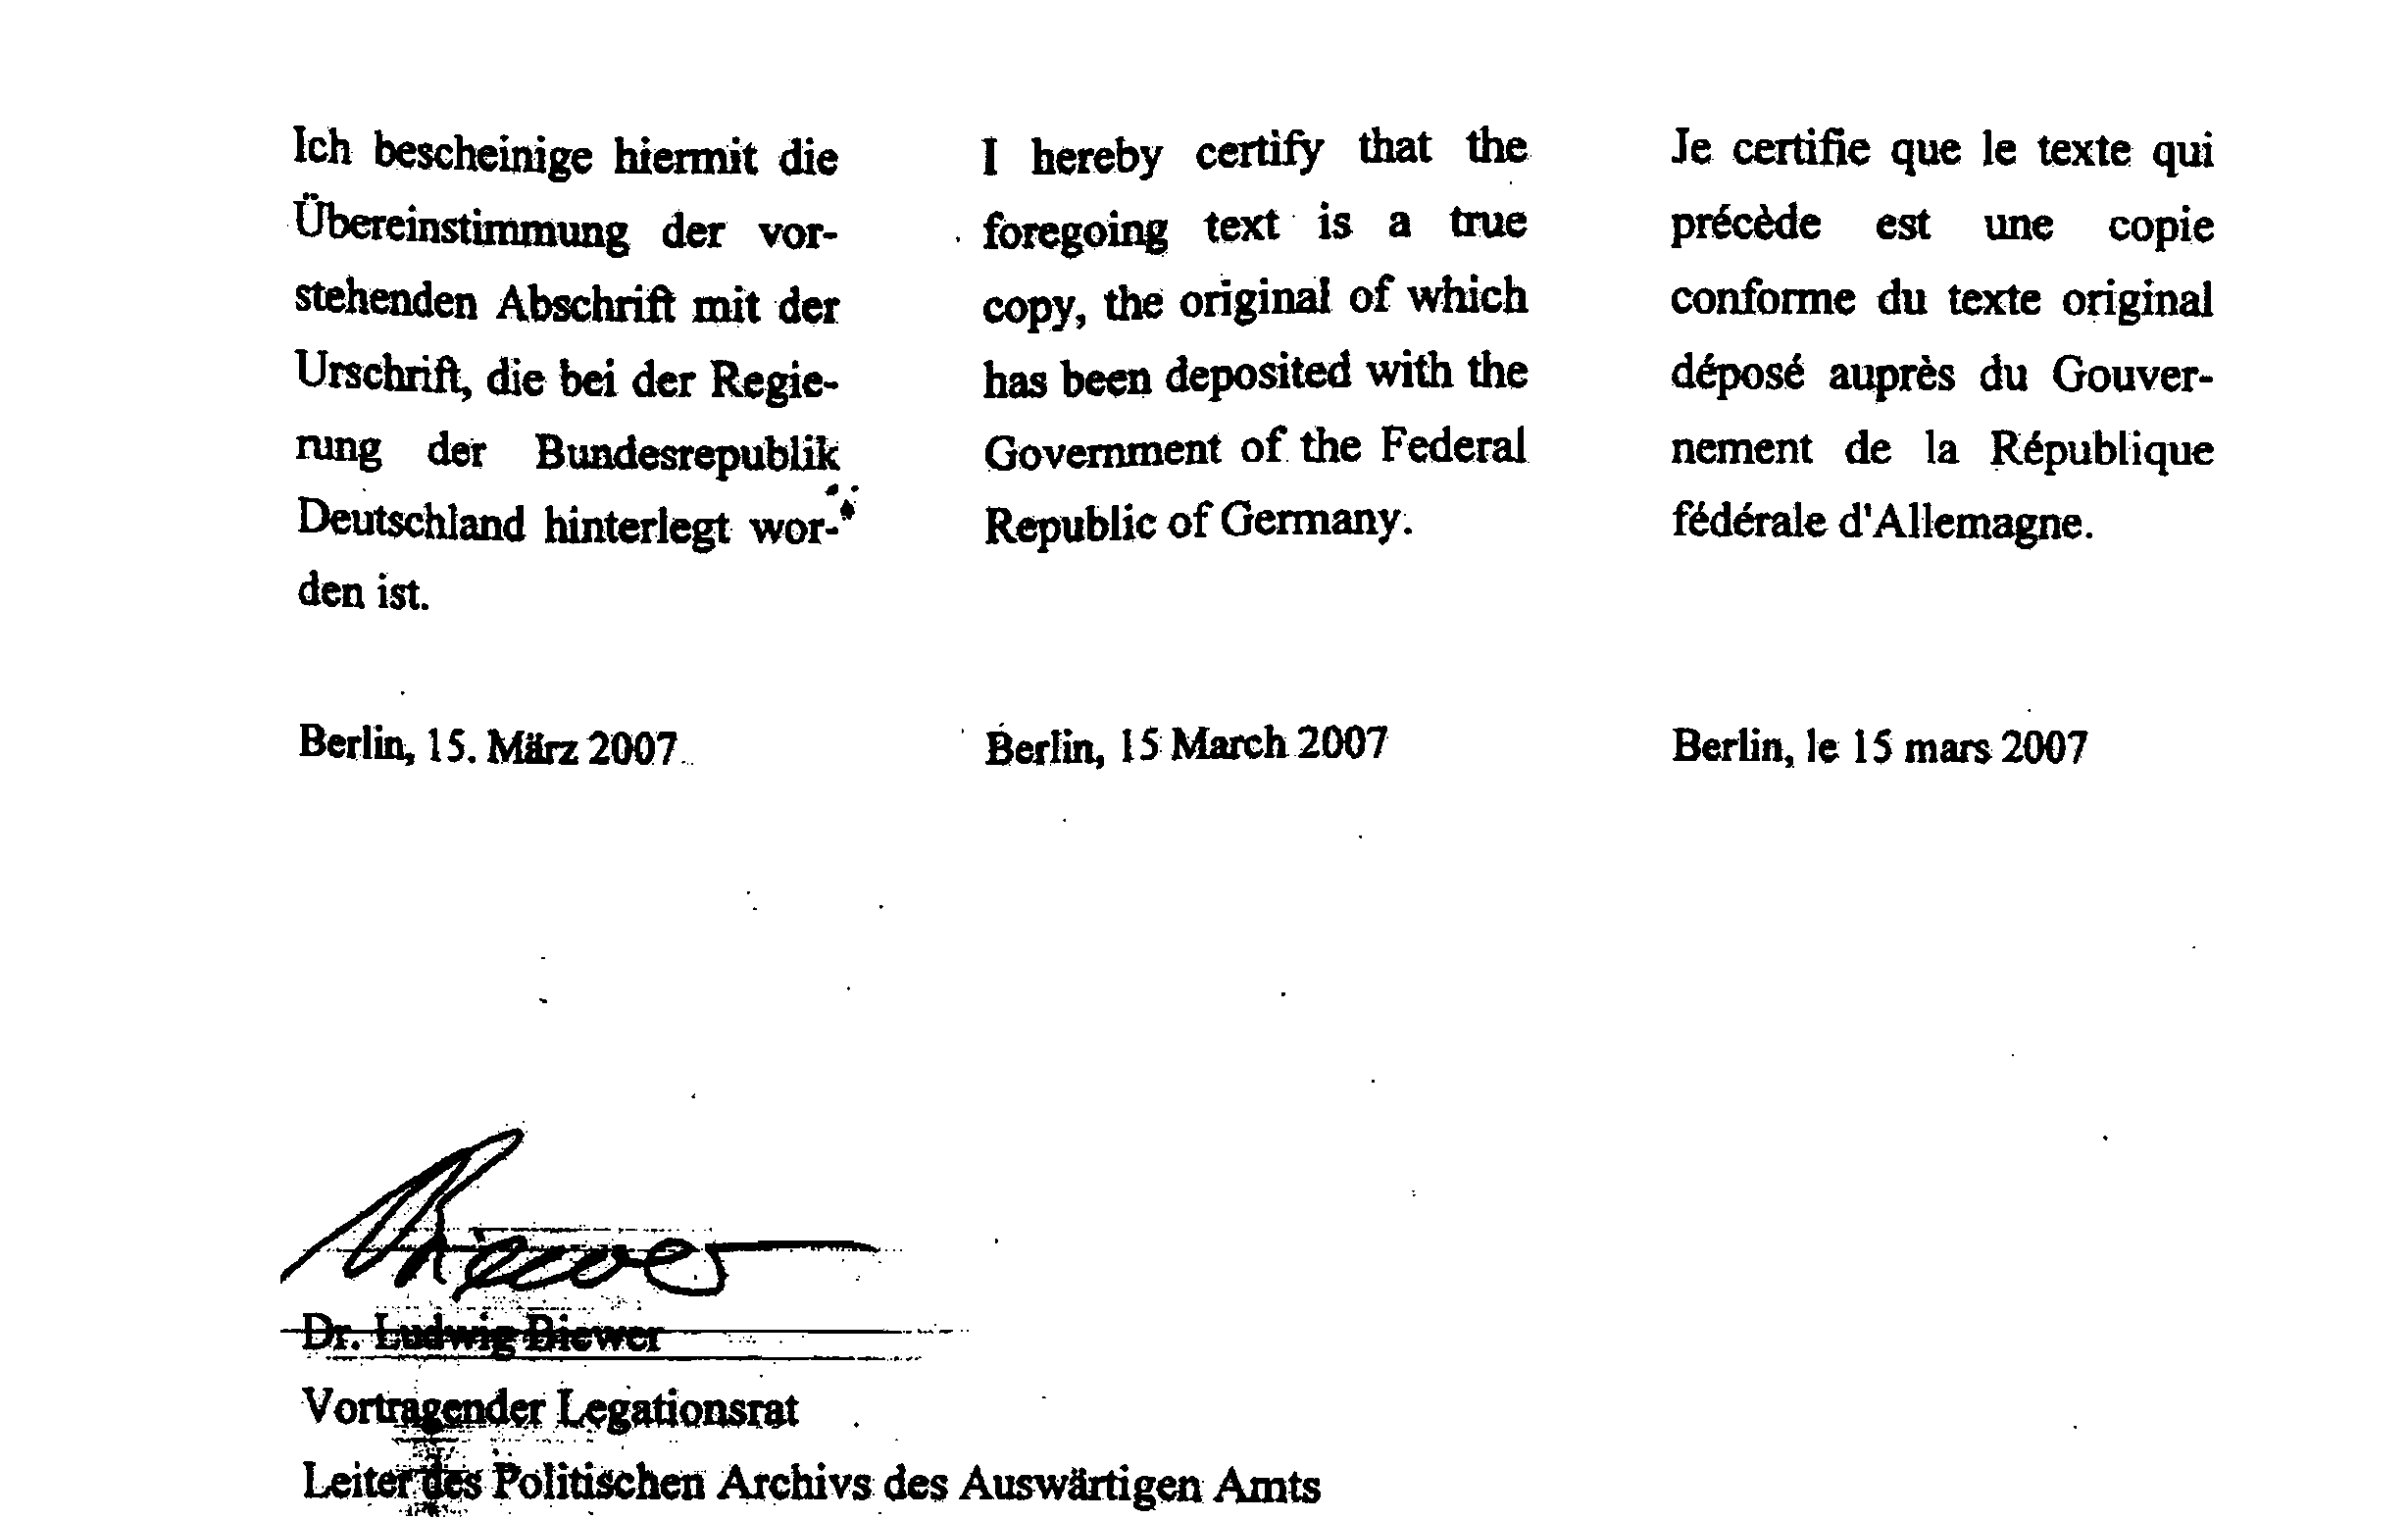 Ich bescheinige hiermit die
Übereinstimmung der vor-
stehenden Abschrift mit der
Urschrift, die bei der Regie-
rung der Bundesrepublik
Deutschland hinterlegt wor-
den ist.
Berlin, 15. März 2007
I hereby certify that the
foregoing text is a true
copy, the original of which
has been deposited with the
Government of the Federal
Republic of Germany.
Berlin, 15 March 2007
Je certifie que le texte qui
précède est une copie
conforme du texte original
déposé auprès du Gouver-
nement de la République
fédérale d'Allemagne.
Berlin, le 15 mars 2007
Biewer
Dr. Ludwig Biewer
Vortragender Legationsrat
Leiter des Politischen Archivs des Auswärtigen Amts